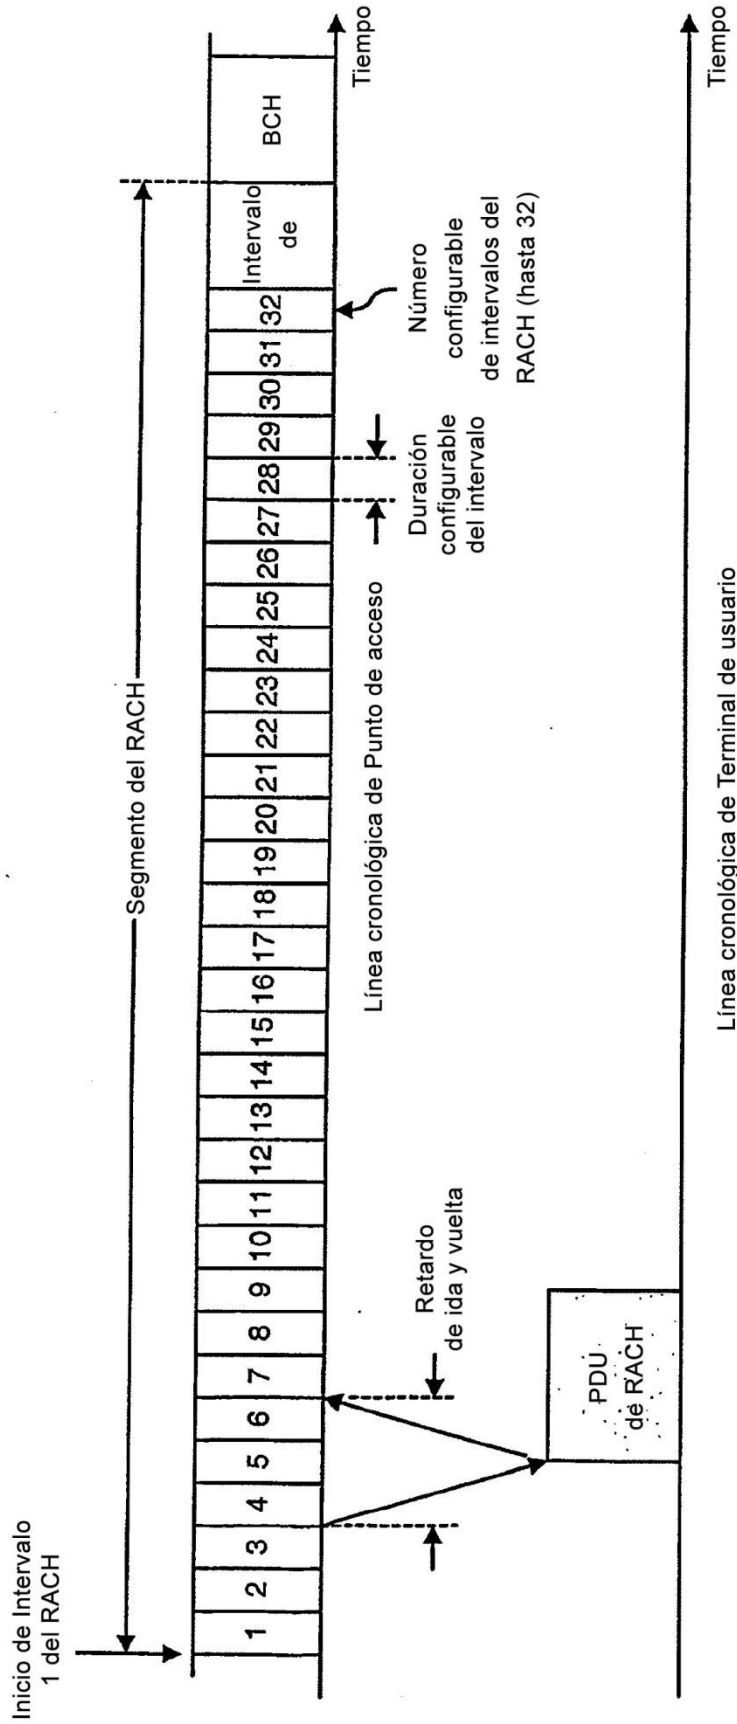 Inicio de Intervalo
1 del RACH
Segmento del RACH
1 2 3 4 5 6 7 8 9 10 11 12 13 14 15 16 17 18 19 20 21 22 23 24 25 26 27 28 29 30 31 32
Intervalo
de
BCH
Tiempo
Línea cronológica de Punto de acceso
Retardo
de ida y vuelta
Duración
configurable
del intervalo
Número
configurable
de intervalos del
RACH (hasta 32)
PDU
de RACH
Tiempo
Línea cronológica de Terminal de usuario